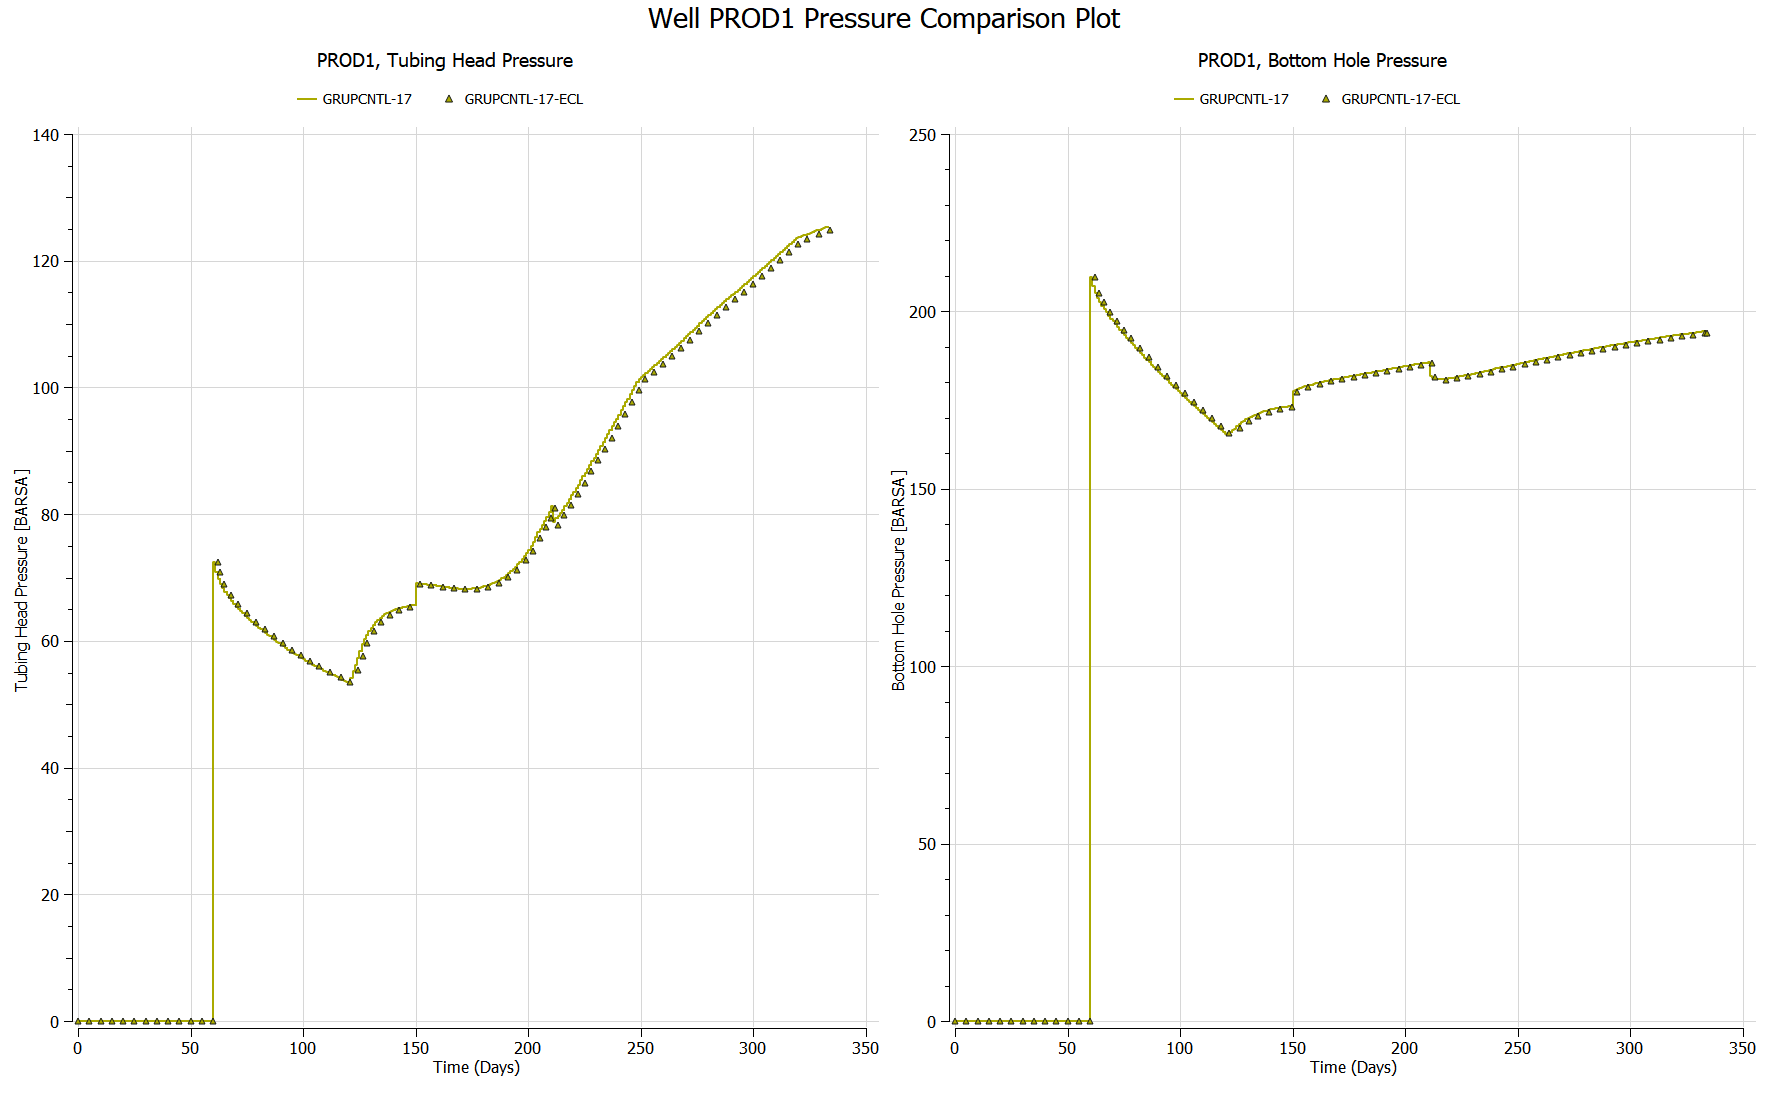 Well PROD1 Pressure Comparison Plot
PROD1, Tubing Head Pressure
GRUPCNTL-17 GRUPCNTL-17-ECL
140
120
100
80
60
40
20
0
Tubing Head Pressure [BARSA]
0 50 100 150 200 250 300 350
Time (Days)
PROD1, Bottom Hole Pressure
GRUPCNTL-17 GRUPCNTL-17-ECL
250
200
150
100
50
0
Bottom Hole Pressure [BARSA]
0 50 100 150 200 250 300 350
Time (Days)